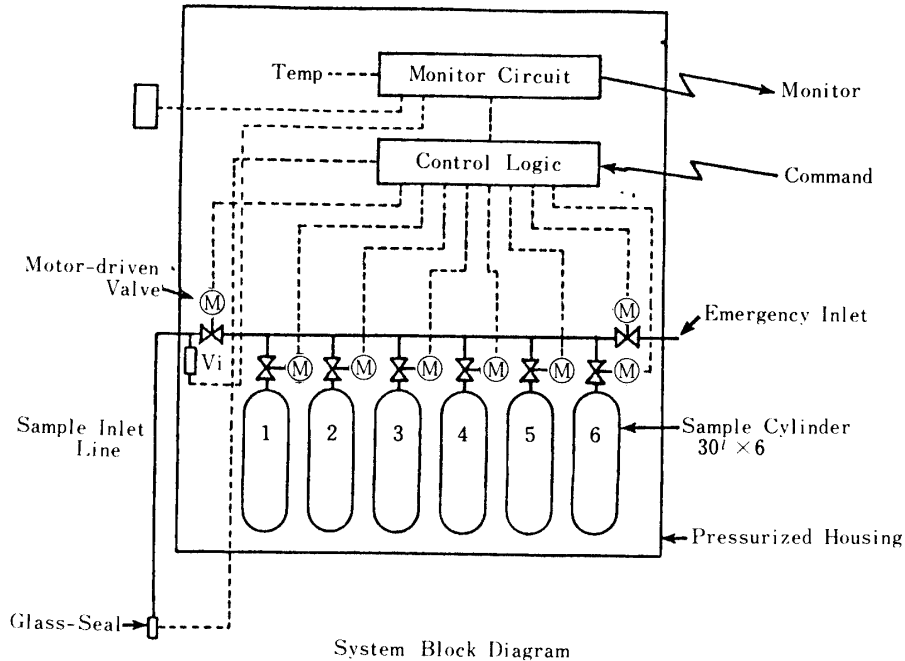 Temp
Monitor Circuit
Monitor
Control Logic
Command
Motor-driven
Valve
M
M
Emergency Inlet
Vi
M
M
M
M
M
M
Sample Inlet
Line
1
2
3
4
5
6
Sample Cylinder
30l ×6
Pressurized Housing
Glass-Seal
System Block Diagram